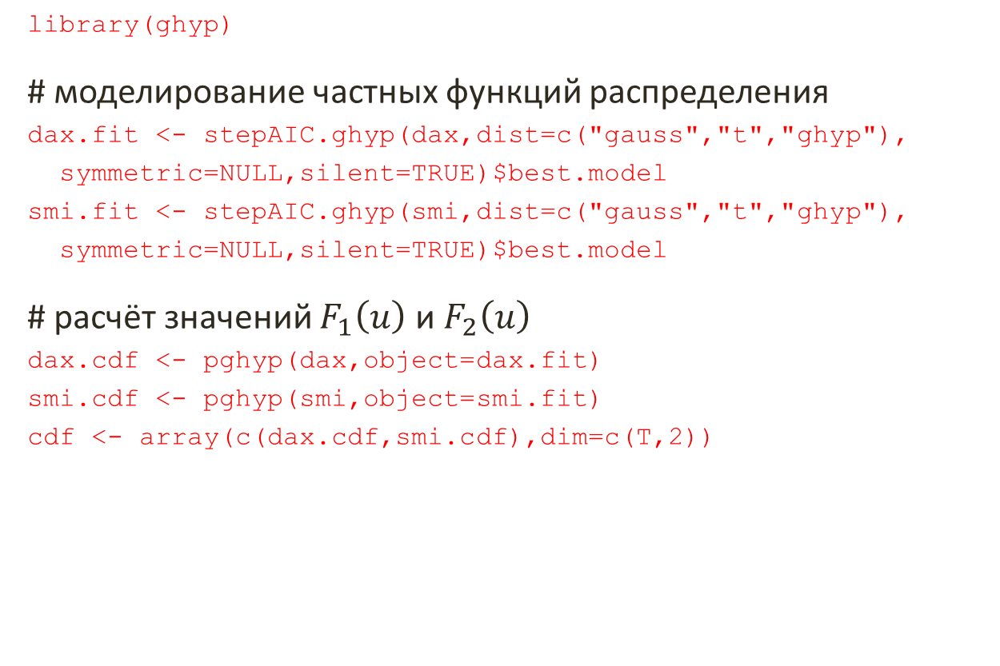 library(ghyp)
# моделирование частных функций распределения
dax.fit <- stepAIC.ghyp(dax,dist=c("gauss","t","ghyp"),
symmetric=NULL,silent=TRUE)$best.model
smi.fit <- stepAIC.ghyp(smi,dist=c("gauss","t","ghyp"),
symmetric=NULL,silent=TRUE)$best.model
# расчёт значений F₁(u) и F₂(u)
dax.cdf <- pghyp(dax,object=dax.fit)
smi.cdf <- pghyp(smi,object=smi.fit)
cdf <- array(c(dax.cdf,smi.cdf),dim=c(T,2))